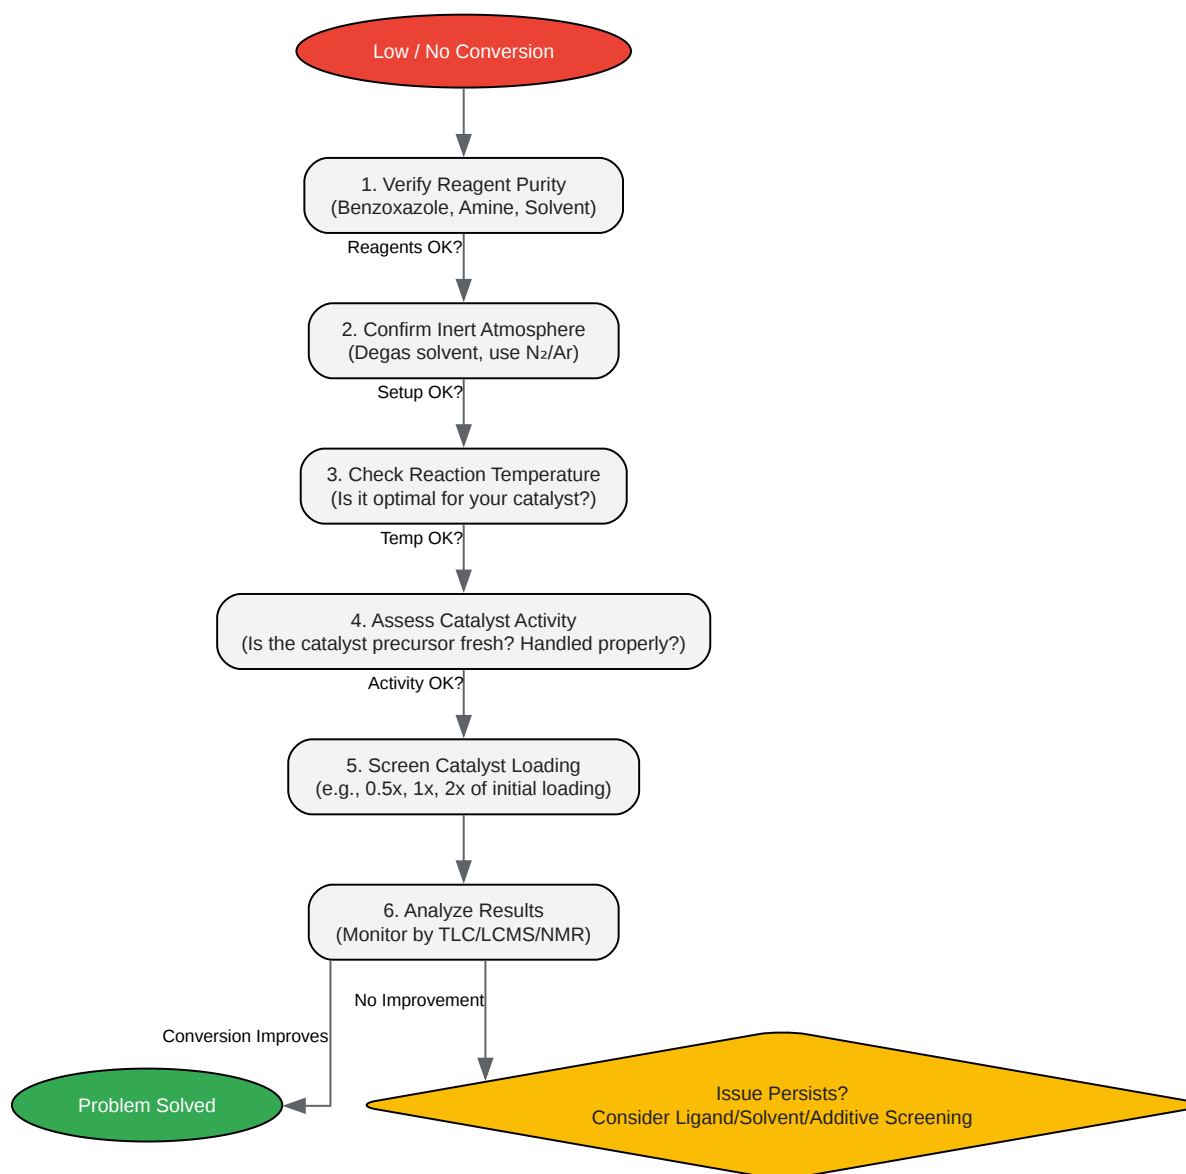 Low / No Conversion
1. Verify Reagent Purity
(Benzoxazole, Amine, Solvent)
Reagents OK?
2. Confirm Inert Atmosphere
(Degas solvent, use N₂/Ar)
Setup OK?
3. Check Reaction Temperature
(Is it optimal for your catalyst?)
Temp OK?
4. Assess Catalyst Activity
(Is the catalyst precursor fresh? Handled properly?)
Activity OK?
5. Screen Catalyst Loading
(e.g., 0.5x, 1x, 2x of initial loading)
6. Analyze Results
(Monitor by TLC/LCMS/NMR)
No Improvement
Conversion Improves
Problem Solved
Issue Persists?
Consider Ligand/Solvent/Additive Screening